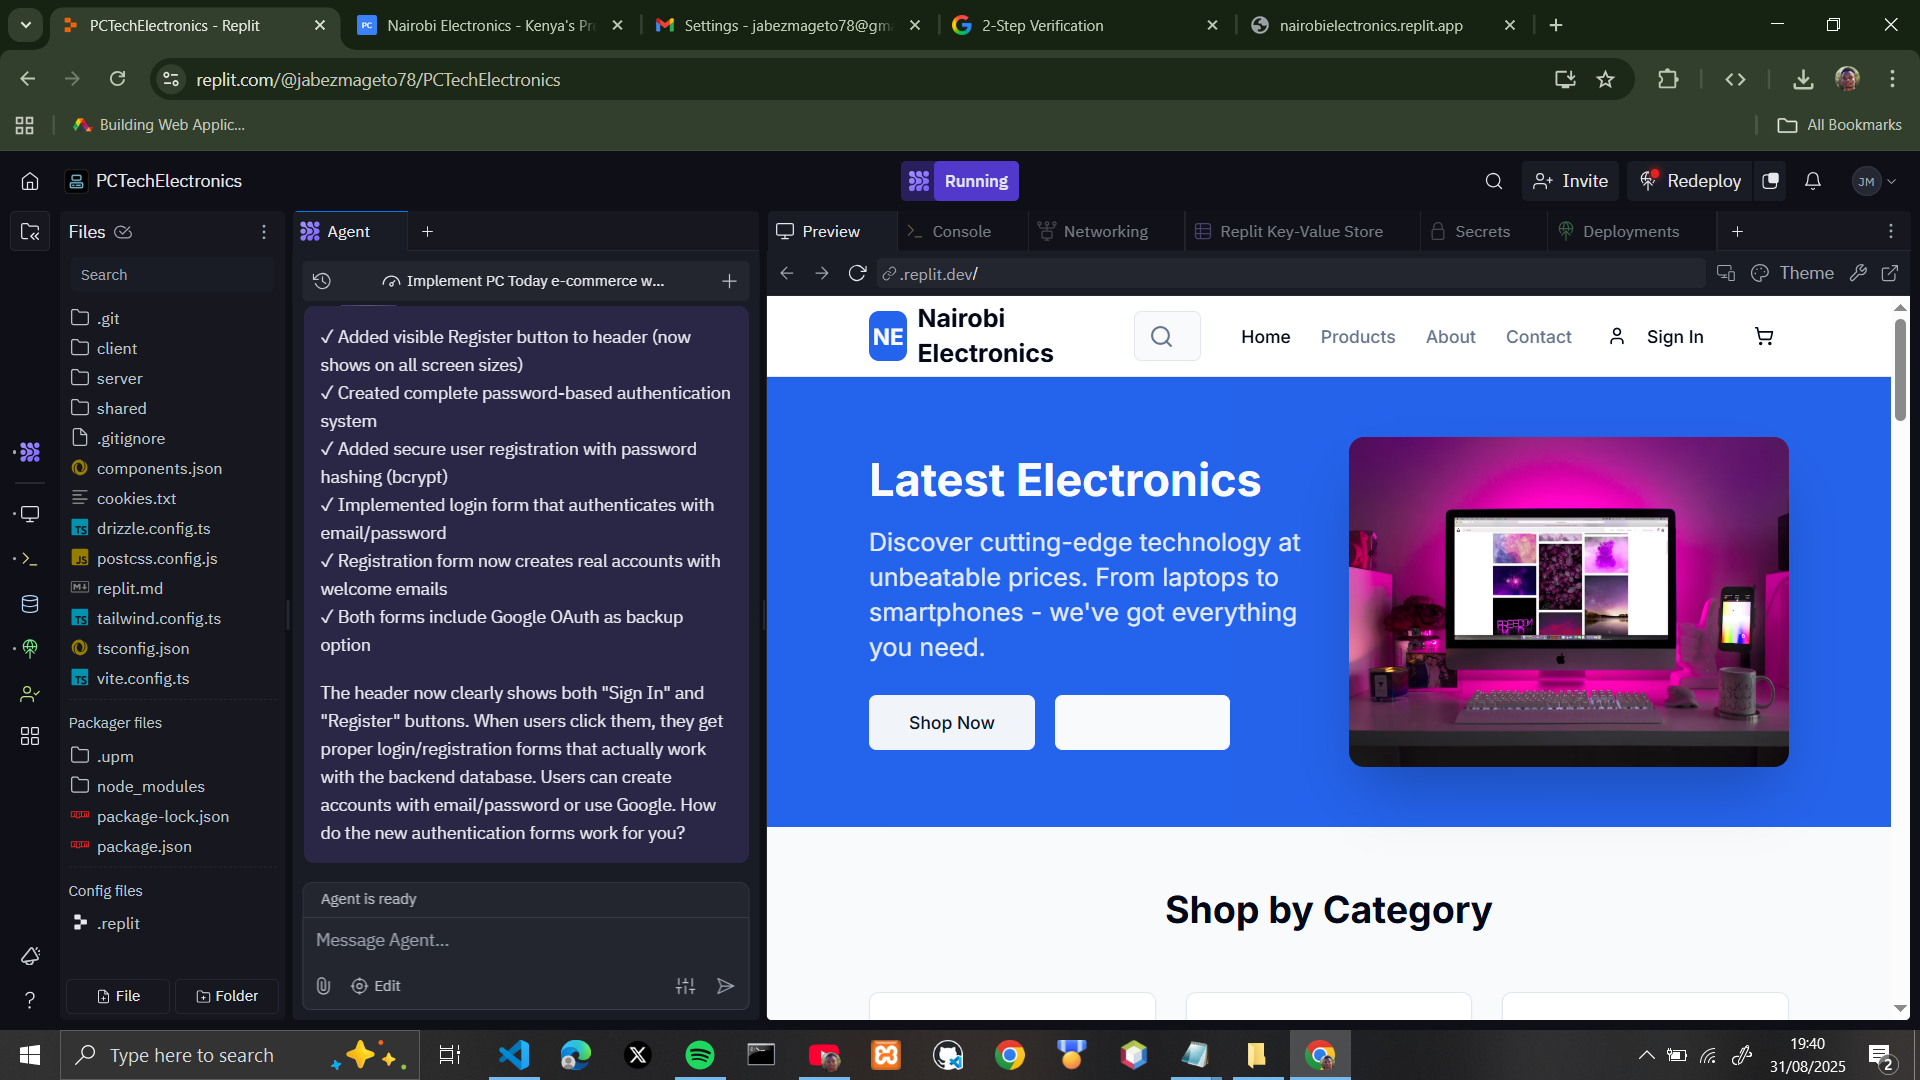 PCTechElectronics - Replit
Nairobi Electronics - Kenya's Pr
Settings - jabezmageto78@gm
2-Step Verification
nairobielectronics.replit.app
replit.com/@jabezmageto78/PCTechElectronics
Building Web Applic...
All Bookmarks
PCTechElectronics
Running
Invite
Redeploy
JM
Files
Agent
Preview
Console
Networking
Replit Key-Value Store
Secrets
Deployments
Search
Implement PC Today e-commerce w...
.replit.dev/
Theme
.git
client
server
shared
.gitignore
components.json
cookies.txt
drizzle.config.ts
postcss.config.js
replit.md
tailwind.config.ts
tsconfig.json
vite.config.ts
Packager files
.upm
node_modules
package-lock.json
package.json
Config files
.replit
File
Folder
✓ Added visible Register button to header (now
shows on all screen sizes)
✓ Created complete password-based authentication
system
✓ Added secure user registration with password
hashing (bcrypt)
✓ Implemented login form that authenticates with
email/password
✓ Registration form now creates real accounts with
welcome emails
✓ Both forms include Google OAuth as backup
option
The header now clearly shows both "Sign In" and
"Register" buttons. When users click them, they get
proper login/registration forms that actually work
with the backend database. Users can create
accounts with email/password or use Google. How
do the new authentication forms work for you?
Agent is ready
Message Agent...
Edit
NE
Nairobi
Electronics
Home
Products
About
Contact
Sign In
Latest Electronics
Discover cutting-edge technology at
unbeatable prices. From laptops to
smartphones - we've got everything
you need.
Shop Now
Shop by Category
Type here to search
19:40
31/08/2025
2